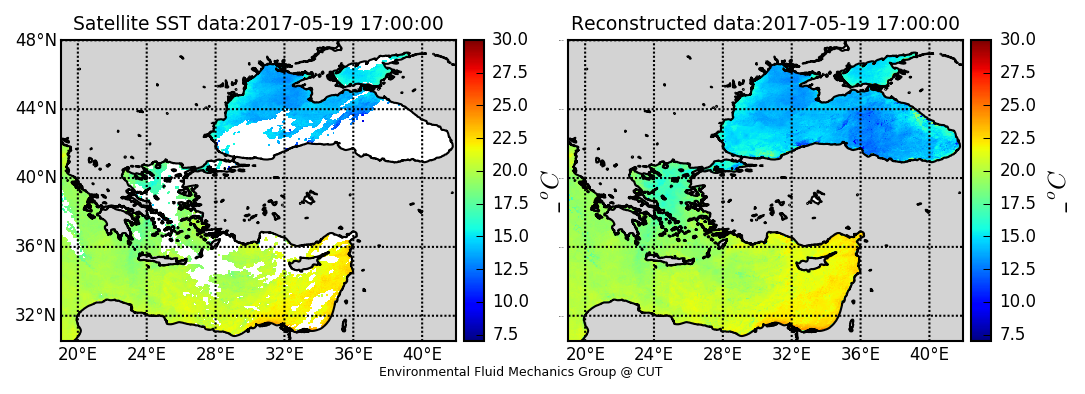 Satellite SST data:2017-05-19 17:00:00
48°N
44°N
40°N
36°N
32°N
20°E 24°E 28°E 32°E 36°E 40°E
30.0
27.5
25.0
22.5
20.0
17.5
15.0
12.5
10.0
7.5
_ °C
Reconstructed data:2017-05-19 17:00:00
20°E 24°E 28°E 32°E 36°E 40°E
30.0
27.5
25.0
22.5
20.0
17.5
15.0
12.5
10.0
7.5
_ °C
Environmental Fluid Mechanics Group @ CUT